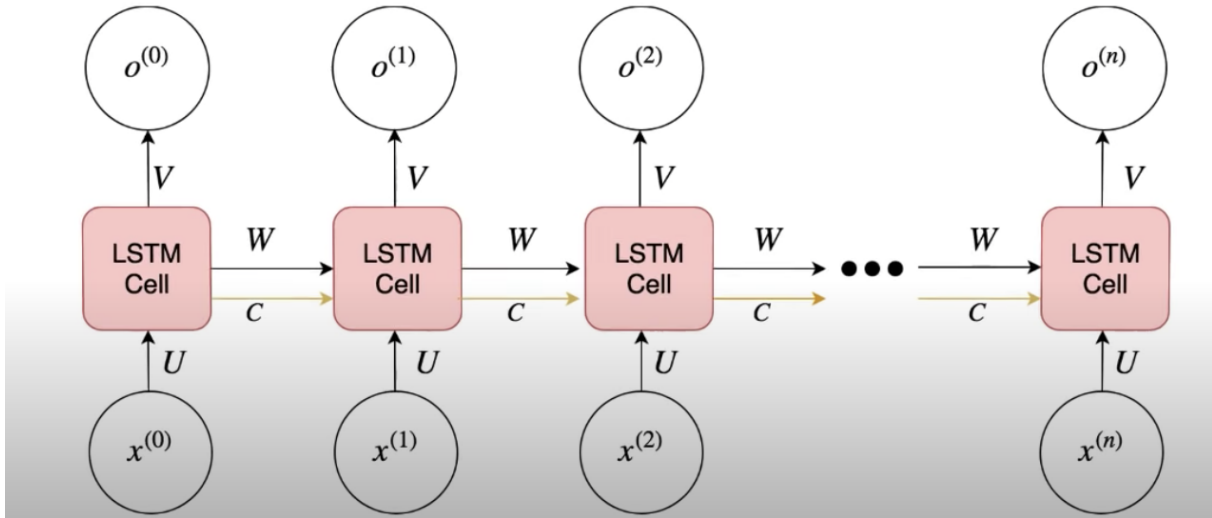 o^(0) o^(1) o^(2) o^(n)
V V V V
W W W W
LSTM Cell LSTM Cell LSTM Cell ●●● LSTM Cell
C C C C
U U U U
x^(0) x^(1) x^(2) x^(n)